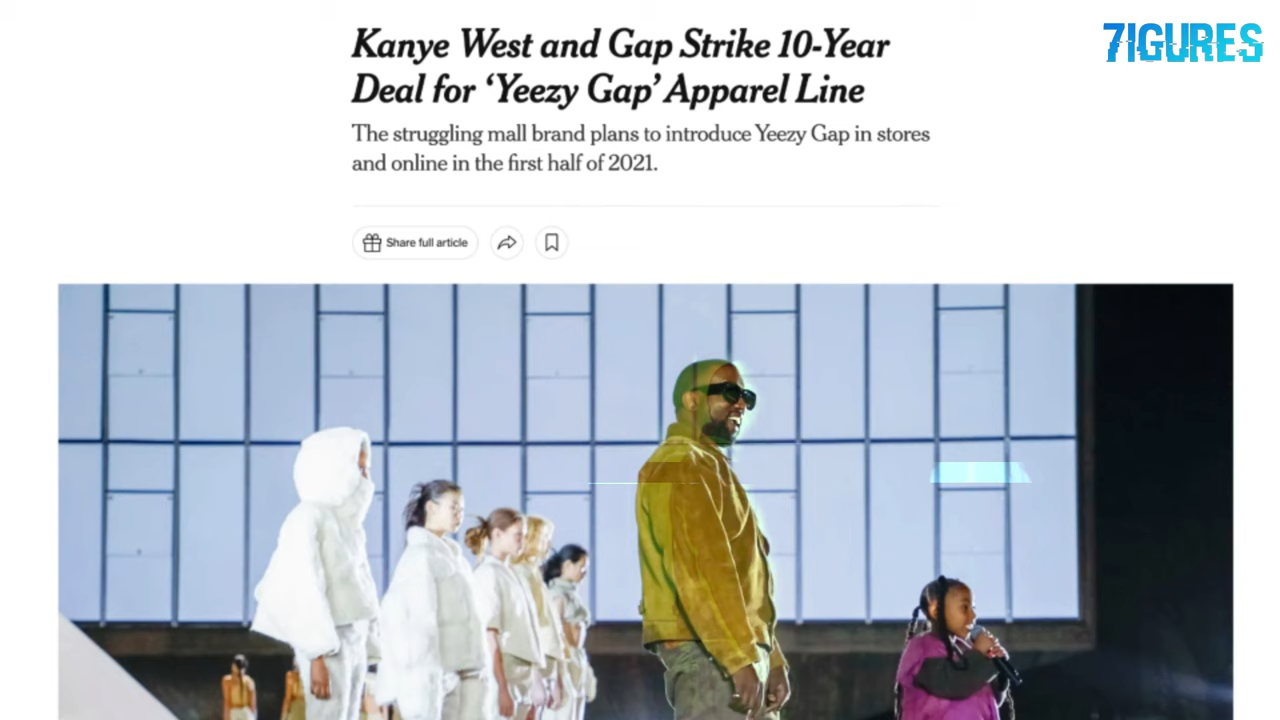 Kanye West and Gap Strike 10-Year
Deal for ‘Yeezy Gap’ Apparel Line
The struggling mall brand plans to introduce Yeezy Gap in stores
and online in the first half of 2021.
Share full article
7IGURES